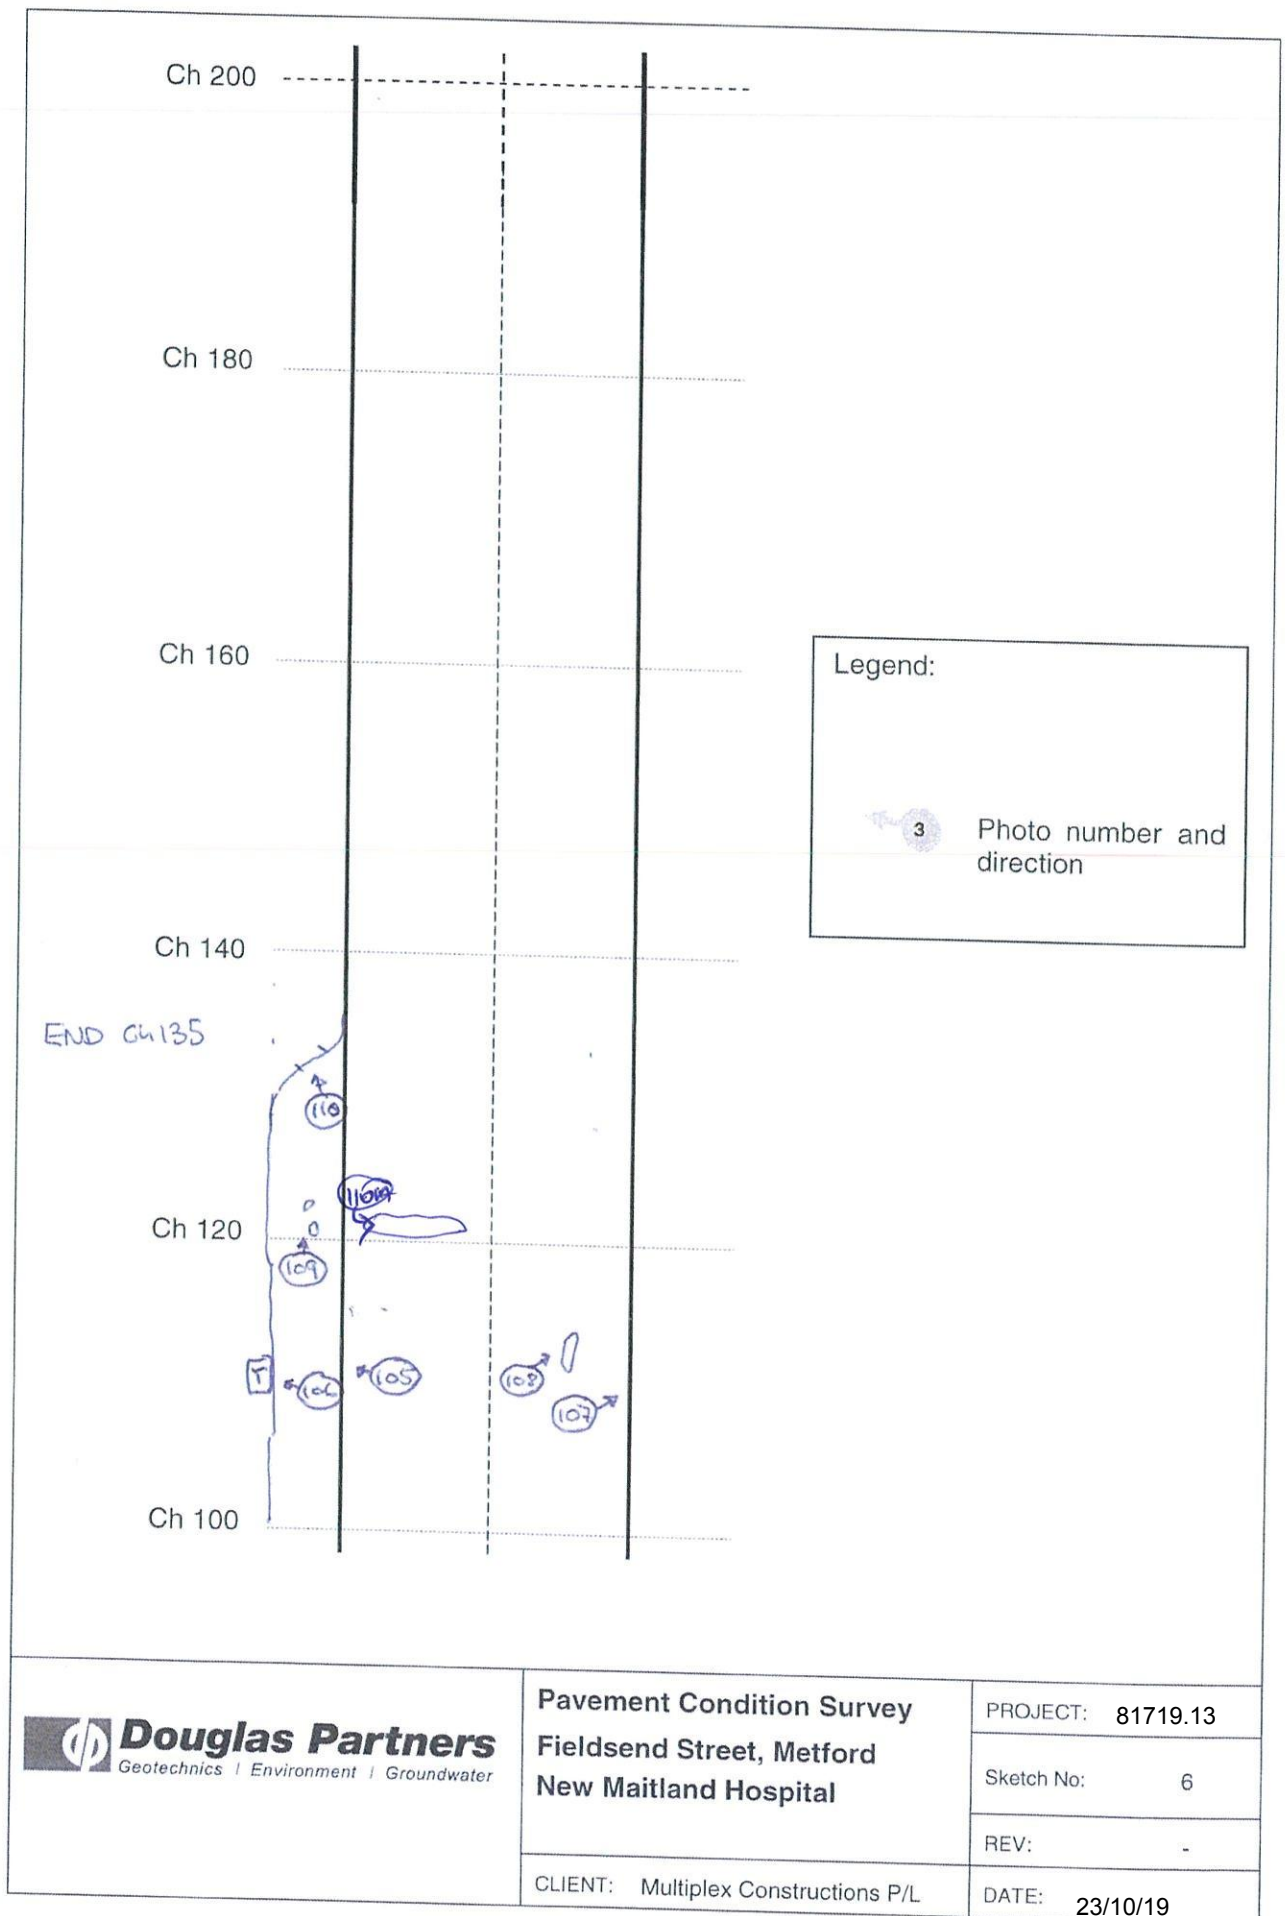 Ch 200
Ch 180
Ch 160
Legend:
3
Photo number and
direction
Ch 140
END Ch135
110
110A
Ch 120
109
T
106
105
108
107
Ch 100
Douglas Partners
Geotechnics | Environment | Groundwater
Pavement Condition Survey
Fieldsend Street, Metford
New Maitland Hospital
CLIENT: Multiplex Constructions P/L
PROJECT: 81719.13
Sketch No: 6
REV: -
DATE: 23/10/19